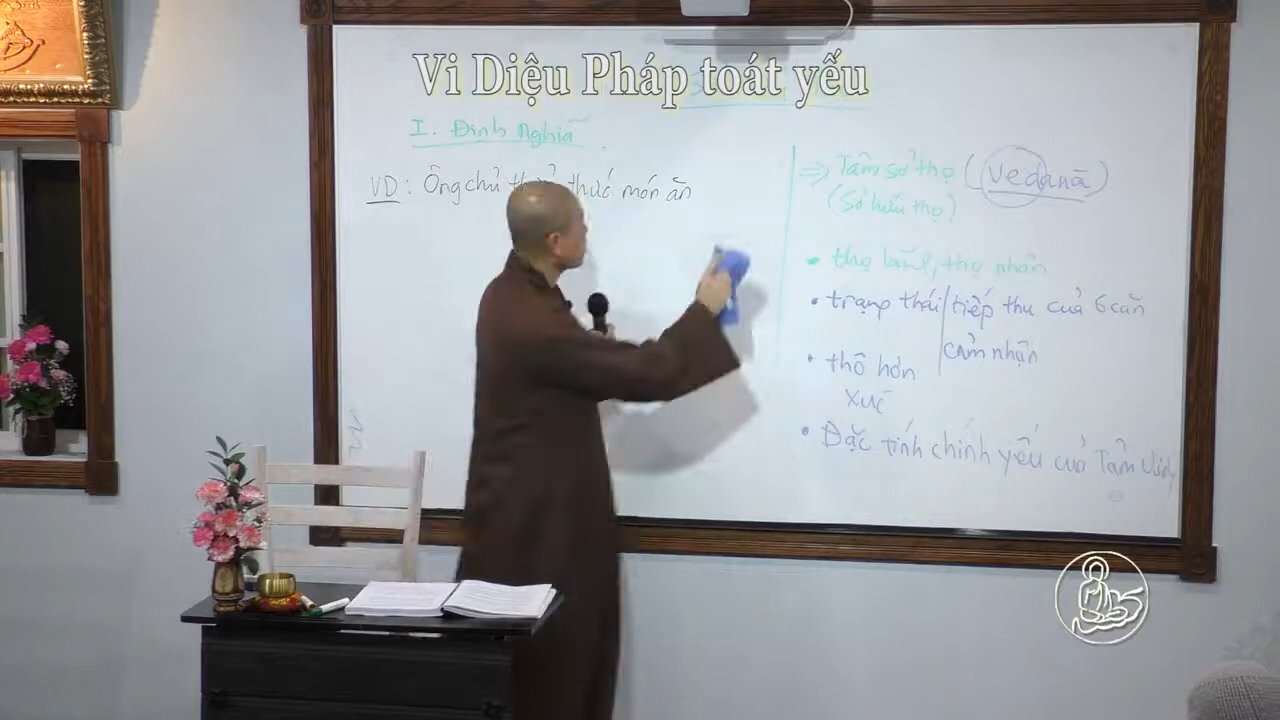 Vi Diệu Pháp toát yếu
I. Định Nghĩa
VD: Ông chủ thức món ăn
⇒ Tâm sở thọ (Vedanā)
(Sở hữu thọ)
• thọ lãnh, thọ nhận
• trạng thái / tiếp thu của 6 căn
cảm nhận
• thô hơn
xúc
• Đặc tính chính yếu của Tâm